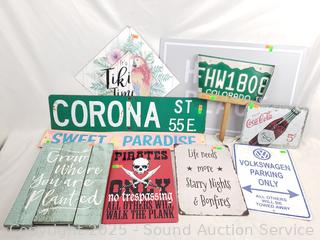 Tiki
Time
FHW1808
COLORADO
CORONA ST
55 E.
Coca-Cola
5¢
SWEET PARADISE
Grow
Where
You are
Planted
PIRATES
ONLY
no trespassing
ALL OTHERS WILL
WALK THE PLANK
Life needs
more
Starry Nights
& Bonfires
VOLKSWAGEN
PARKING
ONLY
ALL OTHERS
WILL BE
TOWED AWAY
Copyright 2025 - Sound Auction Service